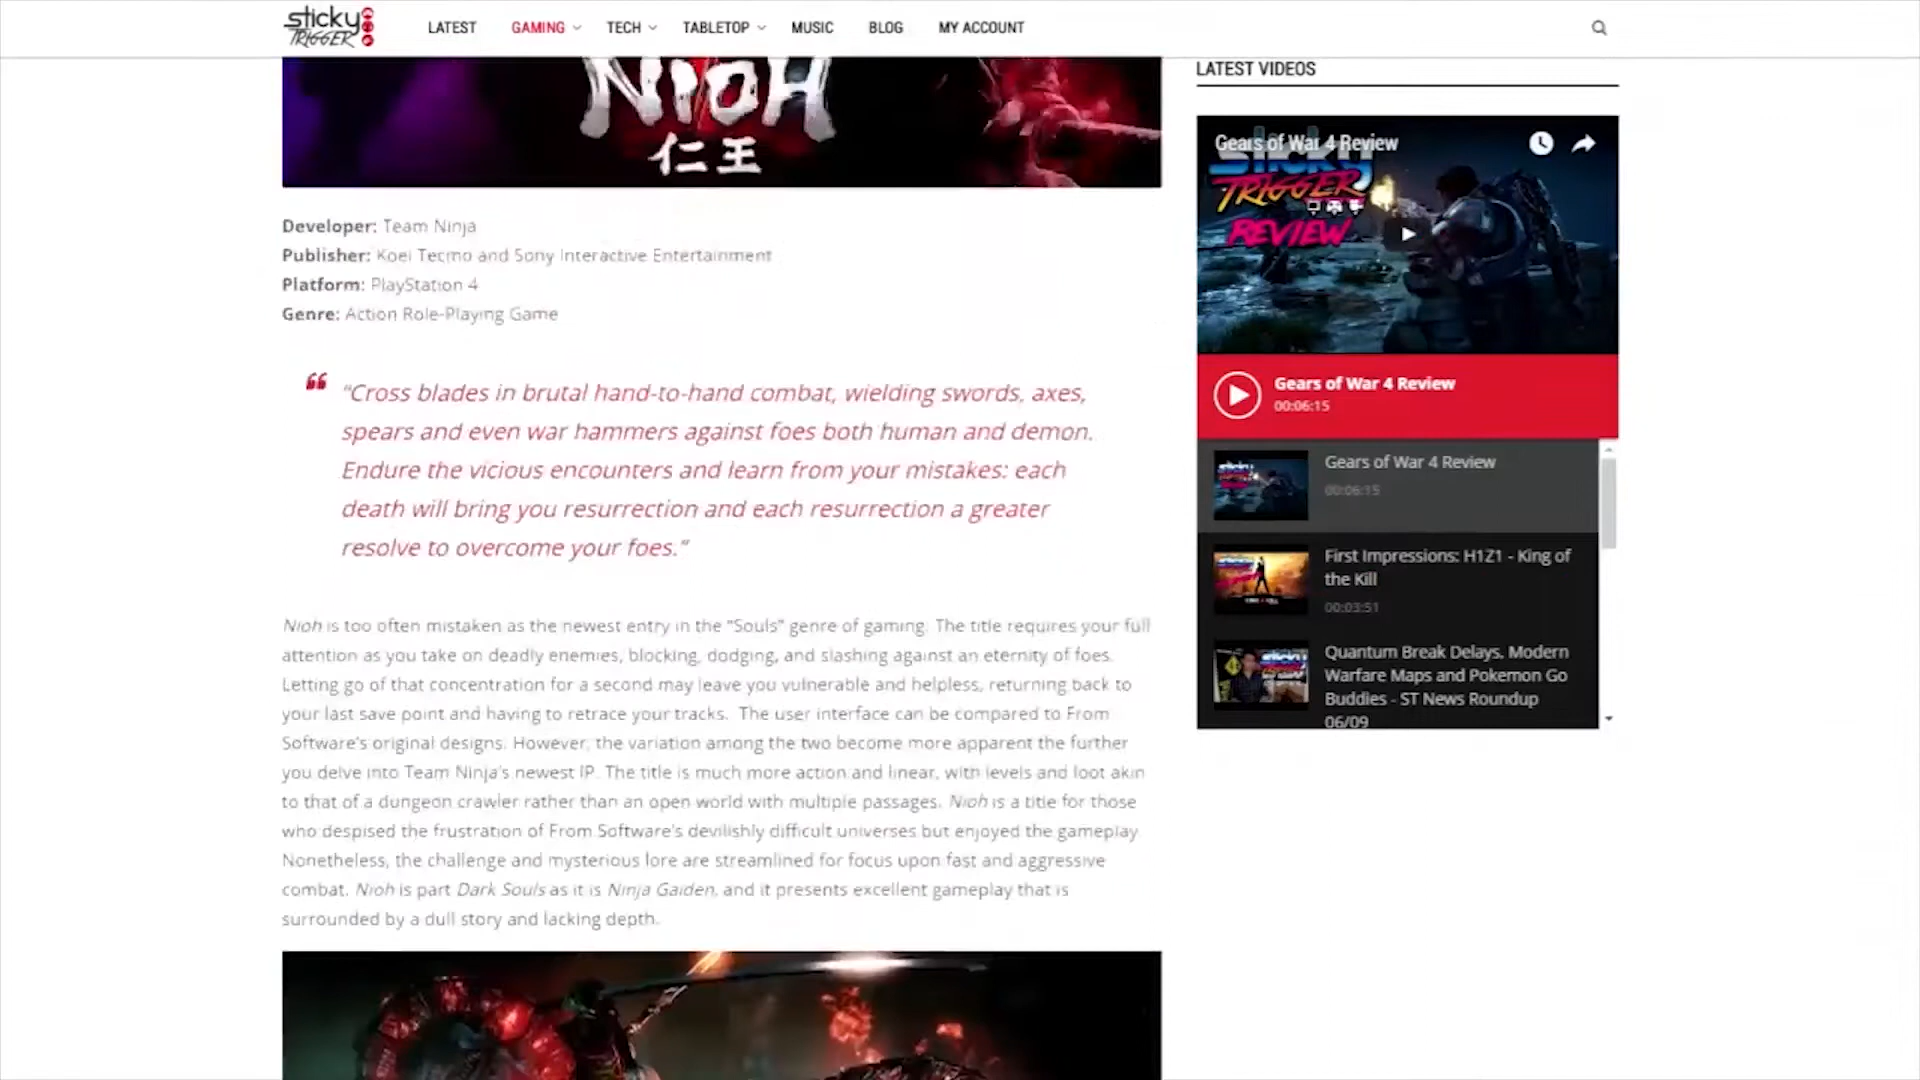 sticky
TRIGGER
LATEST GAMING TECH TABLETOP MUSIC BLOG MY ACCOUNT
NIOH
仁王
Developer: Team Ninja
Publisher: Koei Tecmo and Sony Interactive Entertainment
Platform: PlayStation 4
Genre: Action Role-Playing Game
“Cross blades in brutal hand-to-hand combat, wielding swords, axes,
spears and even war hammers against foes both human and demon.
Endure the vicious encounters and learn from your mistakes: each
death will bring you resurrection and each resurrection a greater
resolve to overcome your foes.”
Nioh is too often mistaken as the newest entry in the “Souls” genre of gaming. The title requires your full
attention as you take on deadly enemies, blocking, dodging, and slashing against an eternity of foes.
Letting go of that concentration for a second may leave you vulnerable and helpless, returning back to
your last save point and having to retrace your tracks. The user interface can be compared to From
Software’s original designs. However, the variation among the two become more apparent the further
you delve into Team Ninja’s newest IP. The title is much more action and linear, with levels and loot akin
to that of a dungeon crawler rather than an open world with multiple passages. Nioh is a title for those
who despised the frustration of From Software’s devilishly difficult universes but enjoyed the gameplay
Nonetheless, the challenge and mysterious lore are streamlined for focus upon fast and aggressive
combat. Nioh is part Dark Souls as it is Ninja Gaiden, and it presents excellent gameplay that is
surrounded by a dull story and lacking depth.
LATEST VIDEOS
Gears of War 4 Review
sticky
TRIGGER
REVIEW
Gears of War 4 Review
00:06:15
Gears of War 4 Review
00:06:15
First Impressions: H1Z1 - King of
the Kill
00:03:51
Quantum Break Delays, Modern
Warfare Maps and Pokemon Go
Buddies - ST News Roundup
06/09